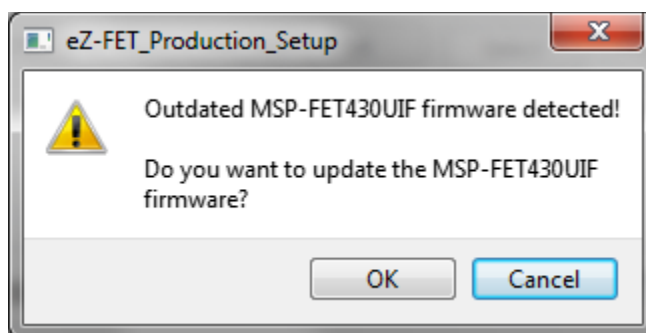 eZ-FET_Production_Setup
Outdated MSP-FET430UIF firmware detected!
Do you want to update the MSP-FET430UIF
firmware?
OK
Cancel